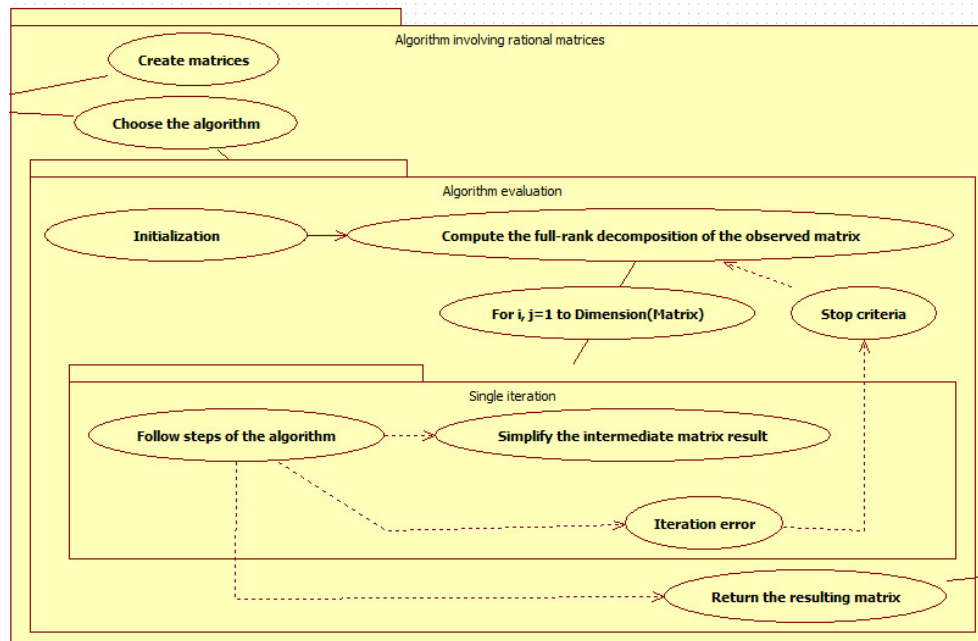 Algorithm involving rational matrices
Create matrices
Choose the algorithm
Algorithm evaluation
Initialization
Compute the full-rank decomposition of the observed matrix
For i, j=1 to Dimension(Matrix)
Stop criteria
Single iteration
Follow steps of the algorithm
Simplify the intermediate matrix result
Iteration error
Return the resulting matrix